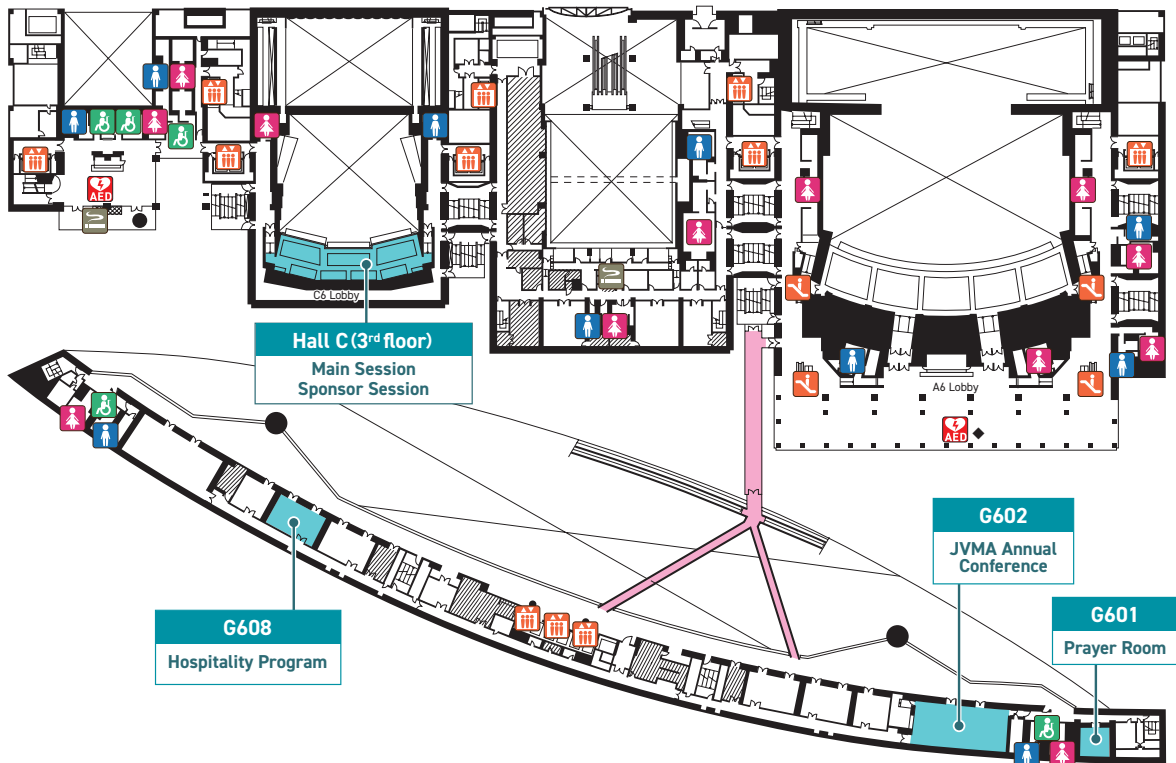 AED
C6 Lobby
Hall C (3rd floor)
Main Session
Sponsor Session
A6 Lobby
AED
G602
JVMA Annual
Conference
G601
Prayer Room
G608
Hospitality Program